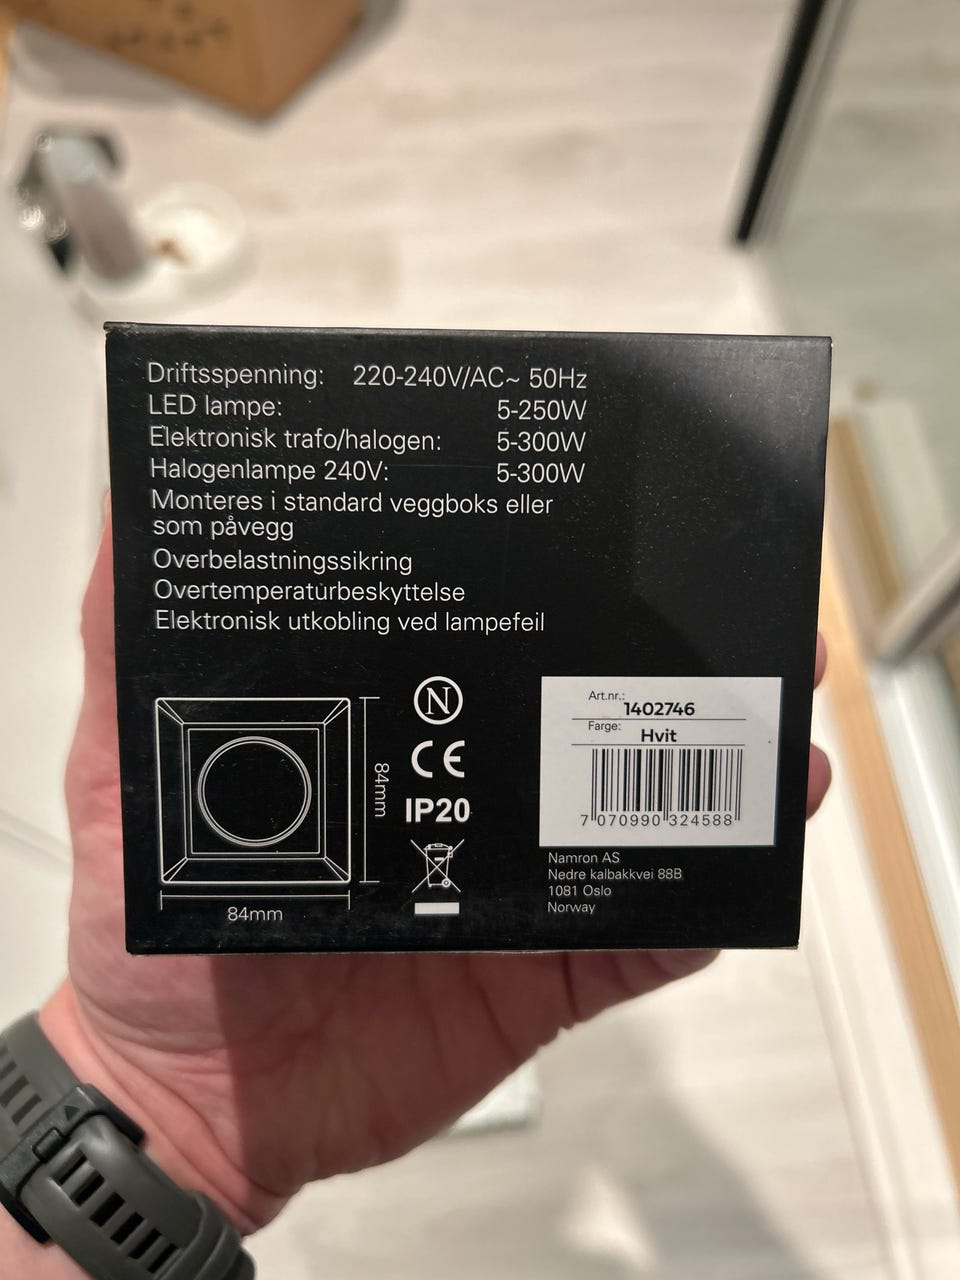 Driftsspenning: 220-240V/AC~ 50Hz
LED lampe: 5-250W
Elektronisk trafo/halogen: 5-300W
Halogenlampe 240V: 5-300W
Monteres i standard veggboks eller
som påvegg
Overbelastningssikring
Overtemperaturbeskyttelse
Elektronisk utkobling ved lampefeil
84mm
84mm
N
CE
IP20
Art.nr.: 1402746
Farge: Hvit
7 070990 324588
Namron AS
Nedre kalbakkvei 88B
1081 Oslo
Norway